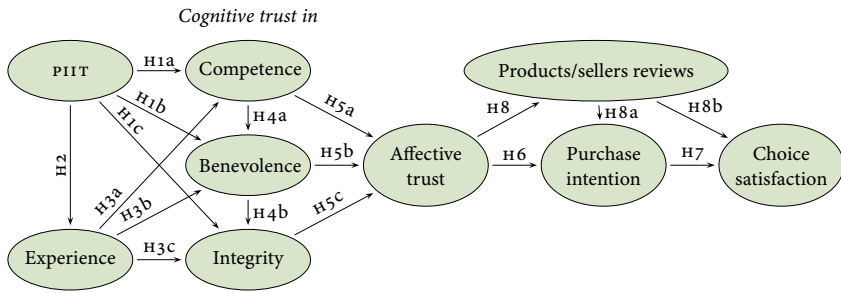 Cognitive trust in
PIIT
H1a
Competence
Products/sellers reviews
H1b
H1c
H4a
H5a
H8
H8a
H8b
H2
Benevolence
H5b
Affective
trust
H6
Purchase
intention
H7
Choice
satisfaction
H3a
H3b
H4b
H5c
Experience
H3c
Integrity